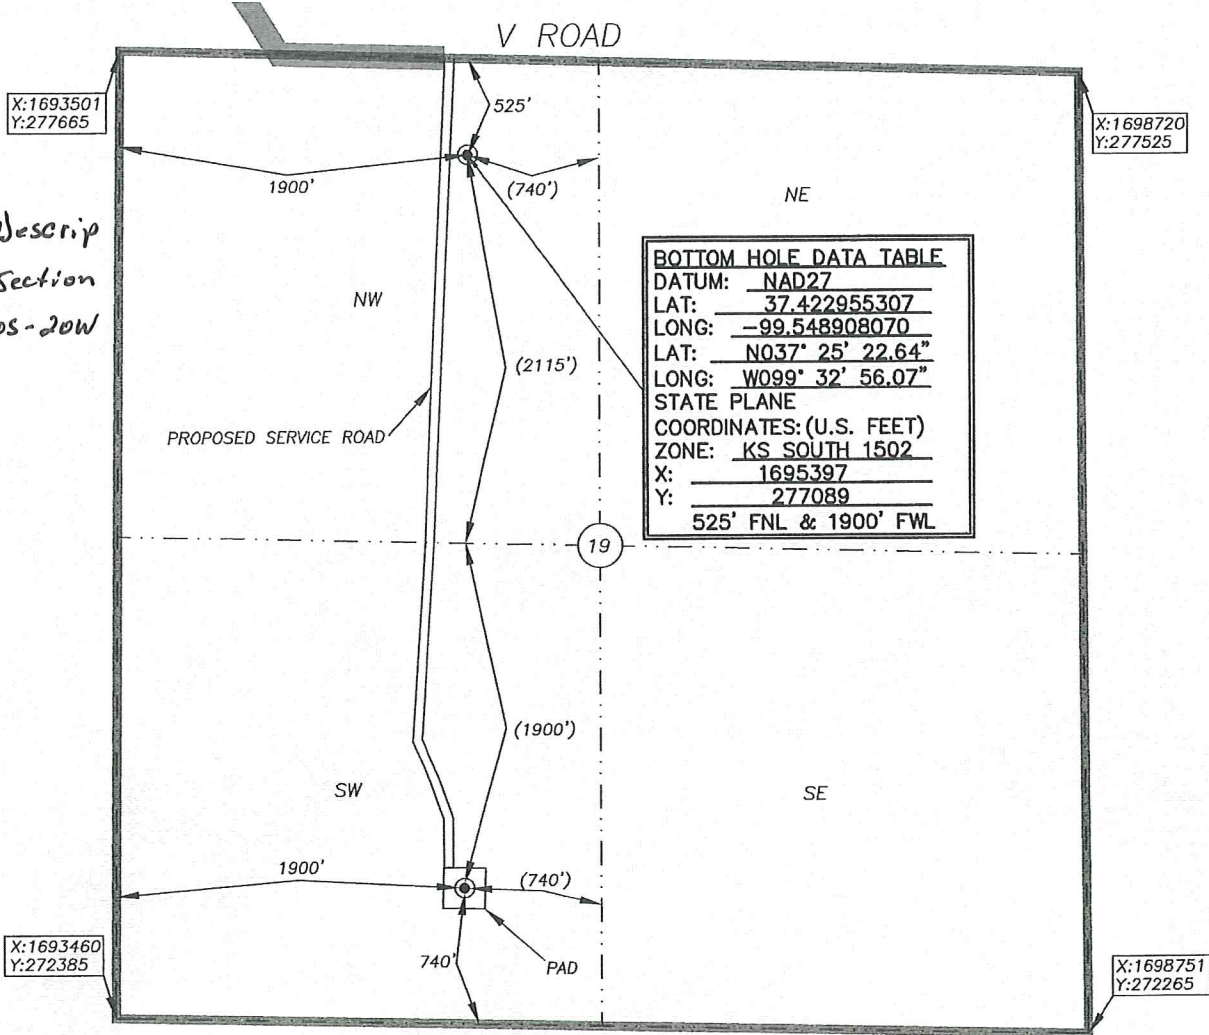 V ROAD
X:1693501
Y:277665
525'
X:1698720
Y:277525
1900'
(740')
NE
Descrip
Section
NW
0S-20W
BOTTOM HOLE DATA TABLE
DATUM: NAD27
LAT: 37.422955307
LONG: -99.548908070
LAT: N037° 25' 22.64"
LONG: W099° 32' 56.07"
STATE PLANE
COORDINATES: (U.S. FEET)
ZONE: KS SOUTH 1502
X: 1695397
Y: 277089
525' FNL & 1900' FWL
(2115')
PROPOSED SERVICE ROAD
19
(1900')
SW
SE
1900'
(740')
X:1693460
Y:272385
740'
PAD
X:1698751
Y:272265